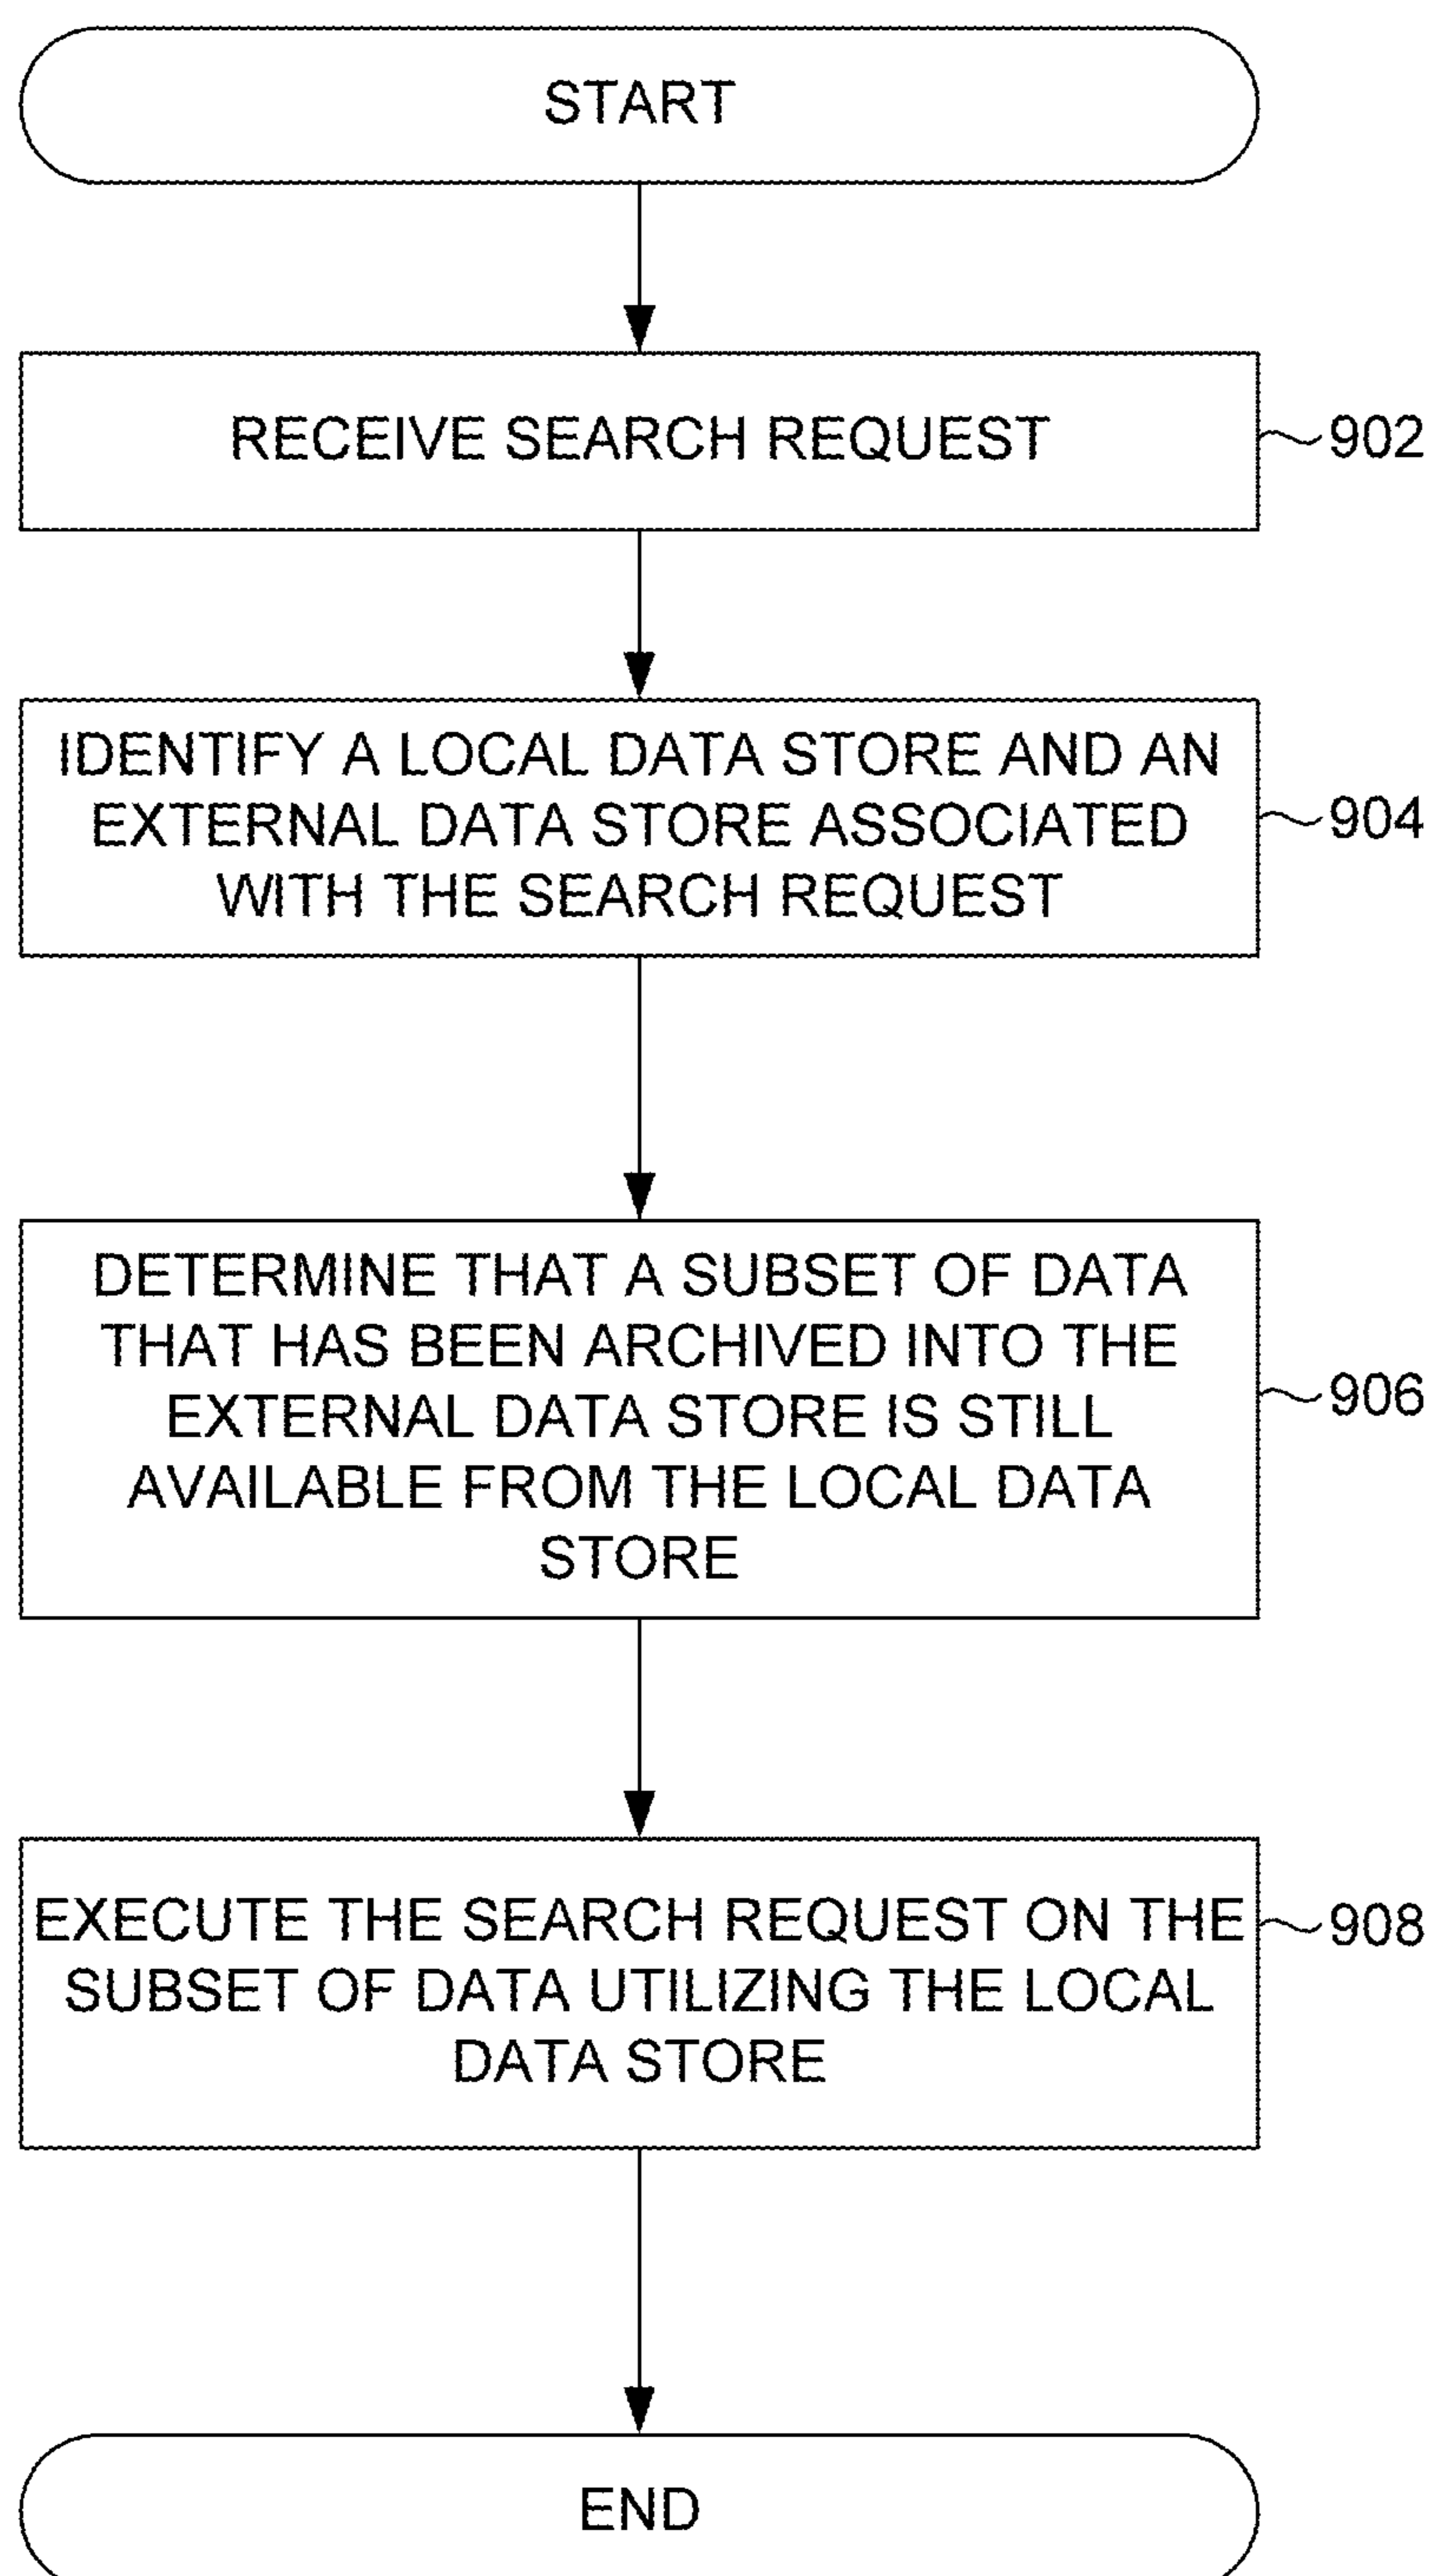 START
RECEIVE SEARCH REQUEST
902
IDENTIFY A LOCAL DATA STORE AND AN
EXTERNAL DATA STORE ASSOCIATED
WITH THE SEARCH REQUEST
904
DETERMINE THAT A SUBSET OF DATA
THAT HAS BEEN ARCHIVED INTO THE
EXTERNAL DATA STORE IS STILL
AVAILABLE FROM THE LOCAL DATA
STORE
906
EXECUTE THE SEARCH REQUEST ON THE
SUBSET OF DATA UTILIZING THE LOCAL
DATA STORE
908
END